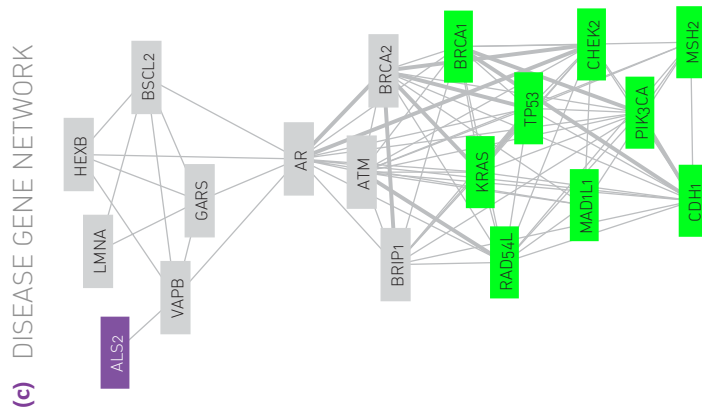 (c) DISEASE GENE NETWORK
HEXB
BSCL2
LMNA
GARS
ALS2
VAPB
AR
BRCA2
ATM
BRCA1
BRIP1
CHEK2
TP53
KRAS
MSH2
PIK3CA
RAD54L
MAD1L1
CDH1